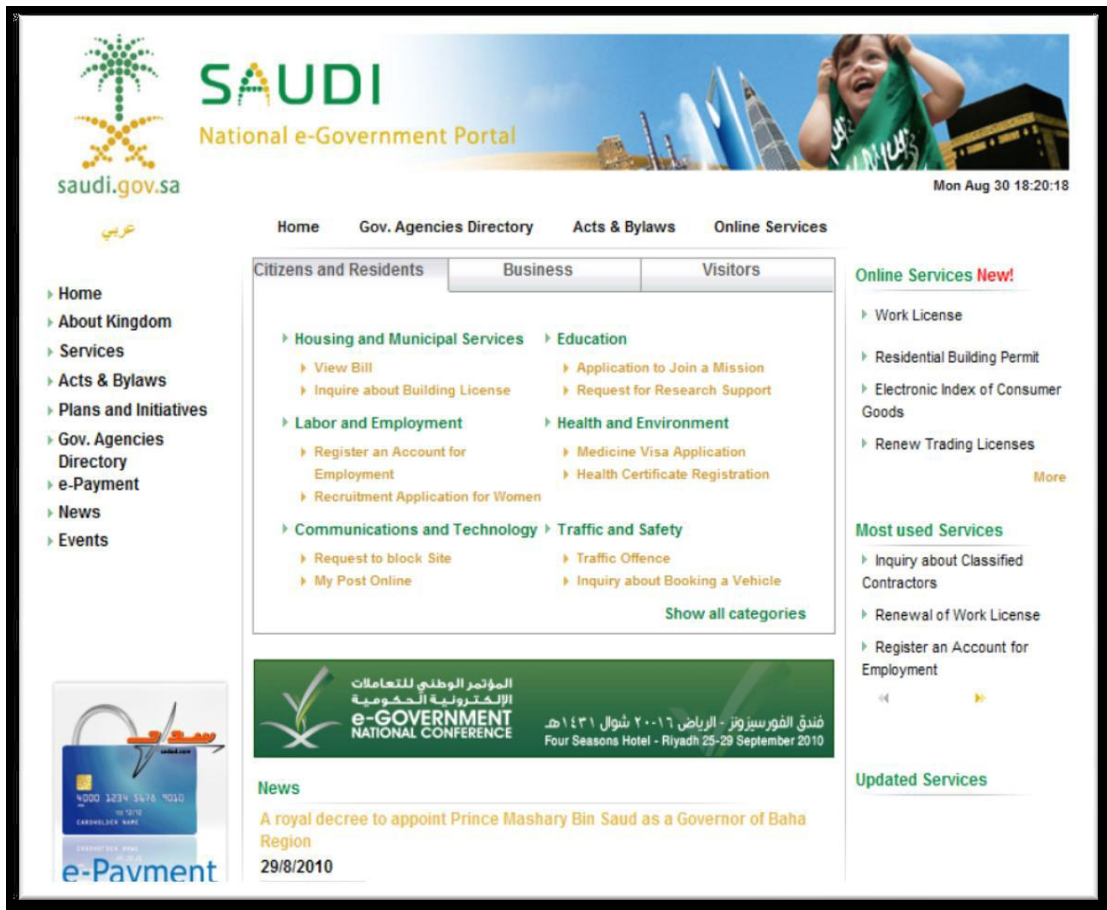 SAUDI
National e-Government Portal
saudi.gov.sa
Mon Aug 30 18:20:18
عربي
Home Gov. Agencies Directory Acts & Bylaws Online Services
Home
About Kingdom
Services
Acts & Bylaws
Plans and Initiatives
Gov. Agencies
Directory
e-Payment
News
Events
Citizens and Residents Business Visitors
Housing and Municipal Services
View Bill
Inquire about Building License
Education
Application to Join a Mission
Request for Research Support
Labor and Employment
Register an Account for
Employment
Recruitment Application for Women
Health and Environment
Medicine Visa Application
Health Certificate Registration
Communications and Technology
Request to block Site
My Post Online
Traffic and Safety
Traffic Offence
Inquiry about Booking a Vehicle
Show all categories
Online Services New!
Work License
Residential Building Permit
Electronic Index of Consumer
Goods
Renew Trading Licenses
More
Most used Services
Inquiry about Classified
Contractors
Renewal of Work License
Register an Account for
Employment
Updated Services
المؤتمر الوطني للتعاملات
الإلكترونية الحكومية
e-GOVERNMENT
NATIONAL CONFERENCE
فندق الفورسيزونز - الرياض ١٦-٢٠ شوال ١٤٣١هـ
Four Seasons Hotel - Riyadh 25-29 September 2010
سداد
sadad.com
4000 1234 5678 9010
12/12
CARDHOLDER NAME
e-Payment
News
A royal decree to appoint Prince Mashary Bin Saud as a Governor of Baha
Region
29/8/2010